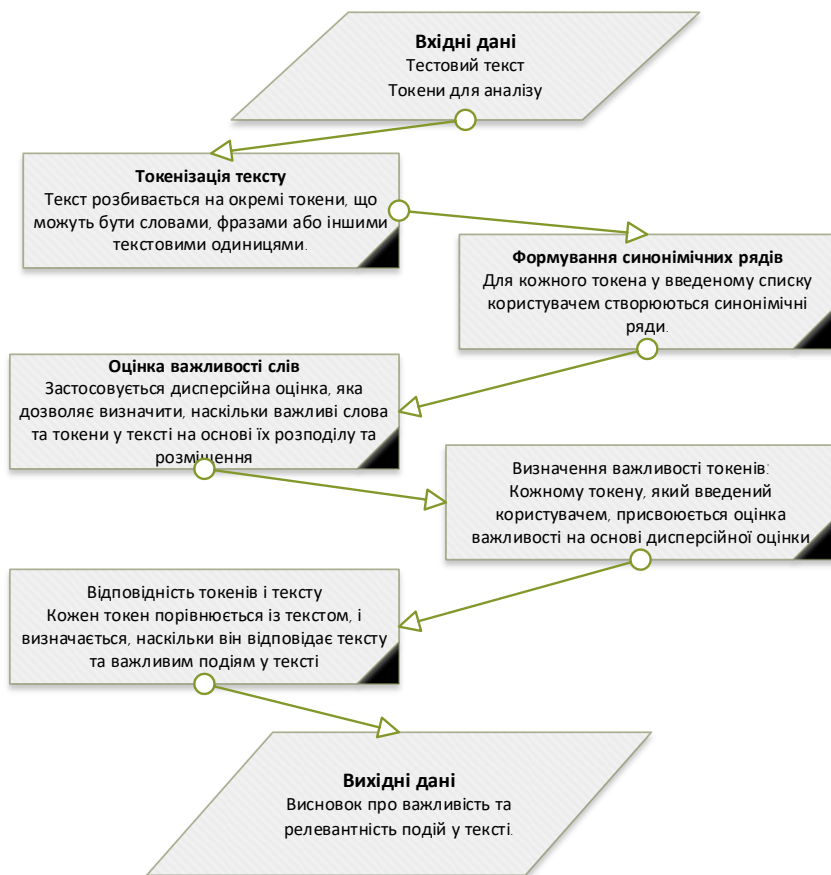 Вхідні дані
Тестовий текст
Токени для аналізу
Токенізація тексту
Текст розбивається на окремі токени, що
можуть бути словами, фразами або іншими
текстовими одиницями.
Формування синонімічних рядів
Для кожного токена у введеному списку
користувачем створюються синонімічні
ряди.
Оцінка важливості слів
Застосовується дисперсійна оцінка, яка
дозволяє визначити, наскільки важливі слова
та токени у тексті на основі їх розподілу та
розміщення
Визначення важливості токенів:
Кожному токену, який введений
користувачем, присвоюється оцінка
важливості на основі дисперсійної оцінки
Відповідність токенів і тексту
Кожен токен порівнюється із текстом, і
визначається, наскільки він відповідає тексту
та важливим подіям у тексті
Вихідні дані
Висновок про важливість та
релевантність подій у тексті.